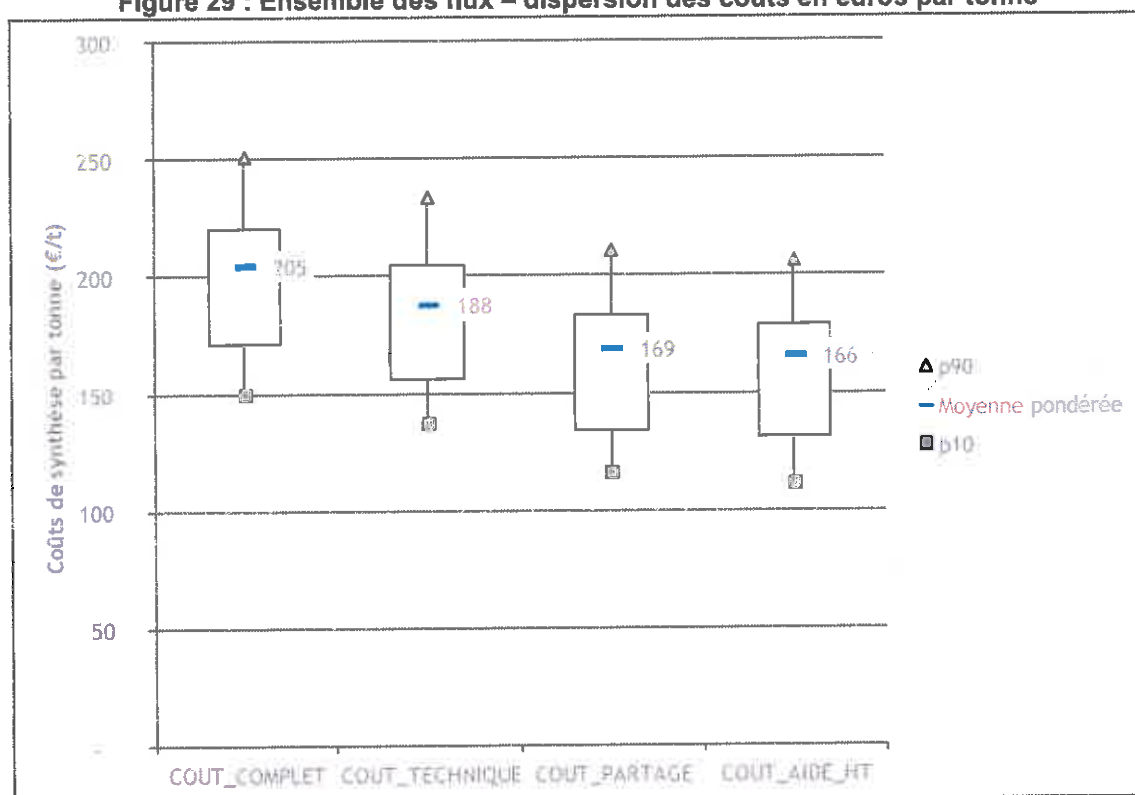 Figure 29 : Ensemble des flux – dispersion des coûts en euros par tonne
Coûts de synthèse par tonne (€/t)
300
250
200
150
100
50
-
205
188
169
166
p90
Moyenne pondérée
p10
COUT_COMPLET COUT_TECHNIQUE COUT_PARTAGE COUT_AIDE_HT